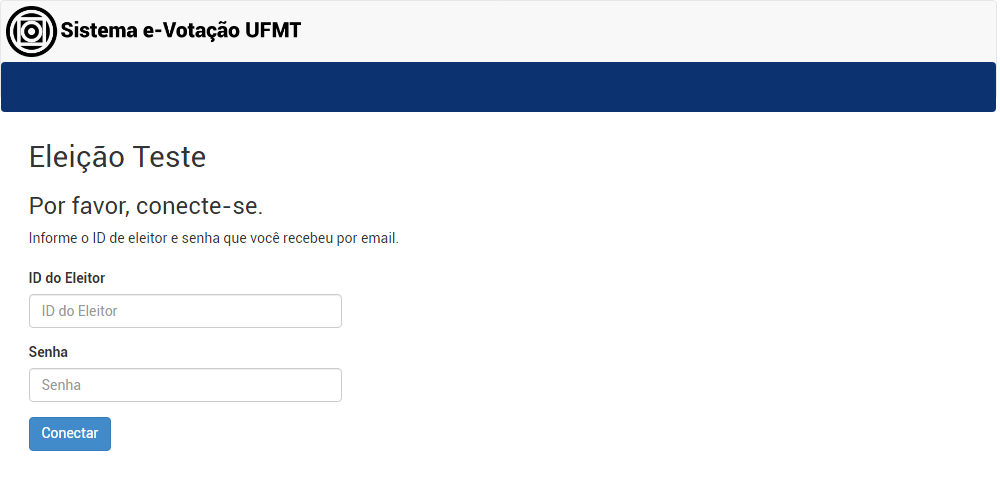 Sistema e-Votação UFMT
Eleição Teste
Por favor, conecte-se.
Informe o ID de eleitor e senha que você recebeu por email.
ID do Eleitor
ID do Eleitor
Senha
Senha
Conectar